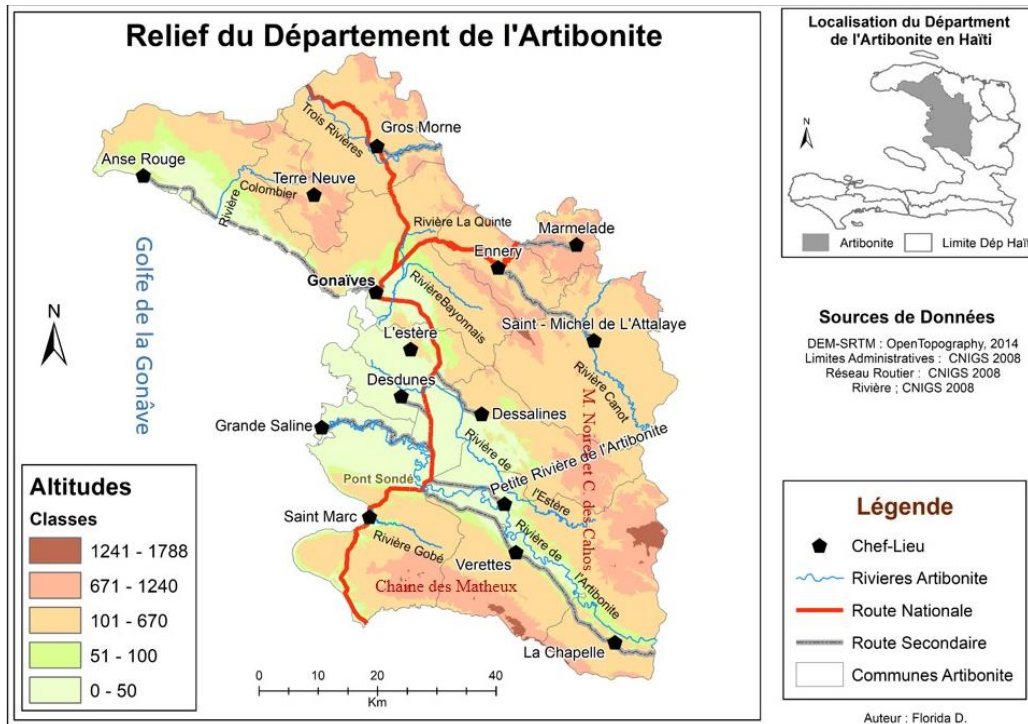 Relief du Département de l'Artibonite
Trois Rivières
Gros Morne
Anse Rouge
Terre Neuve
Colombier
Rivière
Rivière La Quinte
Marmelade
Ennery
Golfe de la Gonâve
Gonaïves
Rivière Bayonnais
N
Saint - Michel de L'Attalaye
L'estère
Rivière Canot
Desdunes
Dessalines
Grande Saline
M. Noires et C. des Cahos
Rivière de
l'Estère
Petite Rivière de l'Artibonite
Pont Sondé
Saint Marc
Rivière Gobé
Verettes
Rivière de
l'Artibonite
Chaine des Matheux
La Chapelle
Altitudes
Classes
1241 - 1788
671 - 1240
101 - 670
51 - 100
0 - 50
0 10 20 40
Km
Localisation du Départment
de l'Artibonite en Haïti
N
Artibonite
Limite Dép Haï
Sources de Données
DEM-SRTM : OpenTopography, 2014
Limites Administratives : CNIGS 2008
Réseau Routier : CNIGS 2008
Rivière ; CNIGS 2008
Légende
Chef-Lieu
Rivieres Artibonite
Route Nationale
Route Secondaire
Communes Artibonite
Auteur : Florida D.